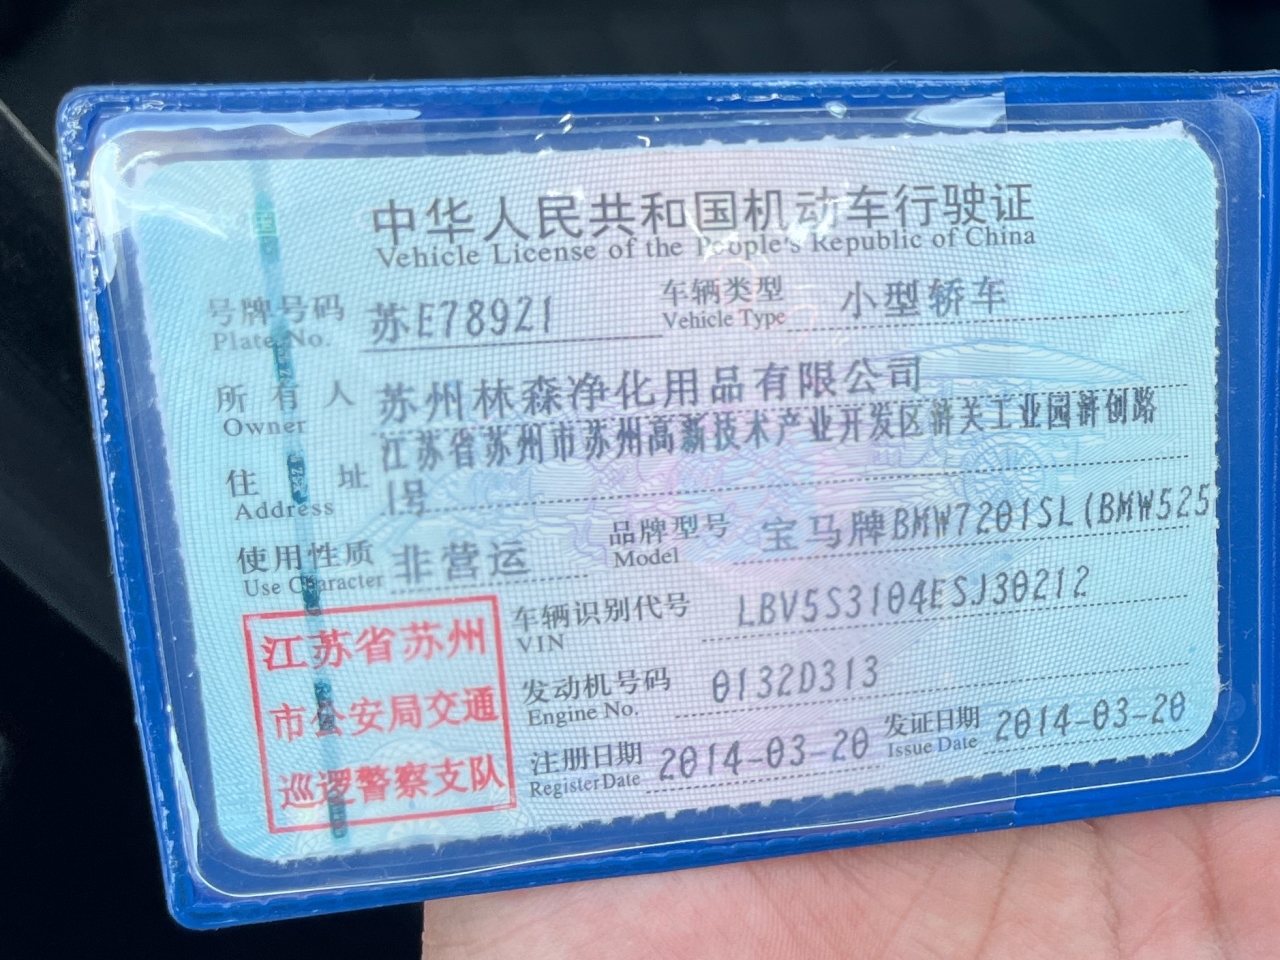 中华人民共和国机动车行驶证
Vehicle License of the People's Republic of China
号牌号码 苏E78921 车辆类型 小型轿车
Plate No. Vehicle Type
所有人 苏州林森净化用品有限公司
Owner
江苏省苏州市苏州高新技术产业开发区浒关工业园浒创路
住址 1号
Address
使用性质 非营运 品牌型号 宝马牌BMW7201SL(BMW525
Use Character Model
车辆识别代号 LBV5S3104ESJ30212
VIN
发动机号码 0132D313
Engine No.
注册日期 2014-03-20 发证日期 2014-03-20
Register Date Issue Date
江苏省苏州
市公安局交通
巡逻警察支队